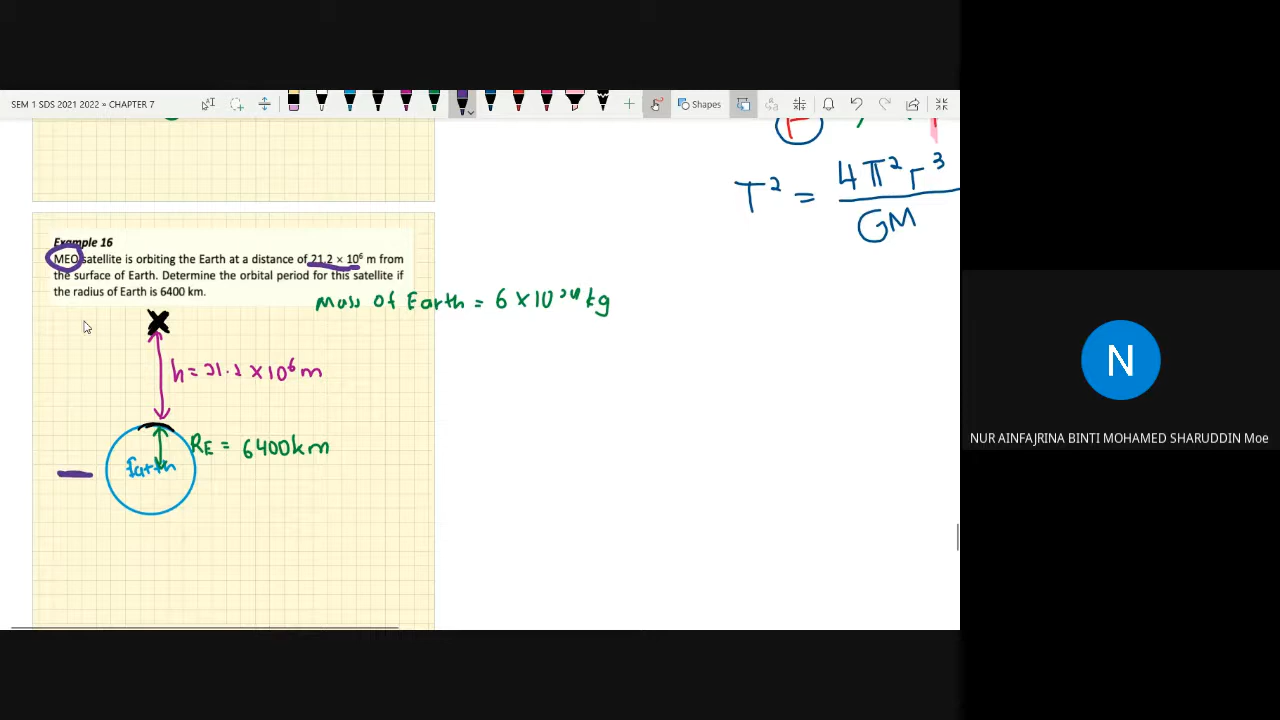 SEM 1 SDS 2021 2022 » CHAPTER 7
Shapes
T² = 4π²r³ / GM
Example 16
MEO satellite is orbiting the Earth at a distance of 21.2 × 10⁶ m from
the surface of Earth. Determine the orbital period for this satellite if
the radius of Earth is 6400 km.
Mass of Earth = 6 × 10²⁴ kg
h = 21.2 × 10⁶ m
RE = 6400km
Earth
N
NUR AINFAJRINA BINTI MOHAMED SHARUDDIN Moe